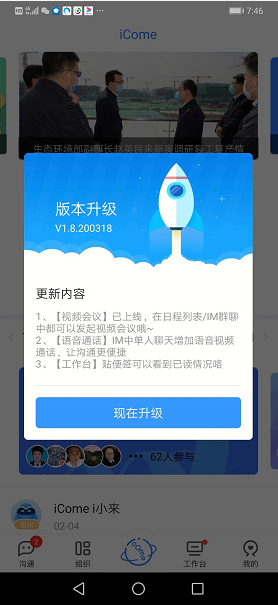 7:46
iCome
生态环境部副部长赵英民来新奥调研复工复产情
版本升级
V1.8.200318
更新内容
1、【视频会议】已上线，在日程列表/IM群聊
中都可以发起视频会议哦~
2、【语音通话】IM中单人聊天增加语音视频
通话，让沟通更便捷
3、【工作台】贴便签可以看到已读情况咯
现在升级
62人参与
iCome i小来
02-04
2
沟通
组织
iCome
工作台
我的